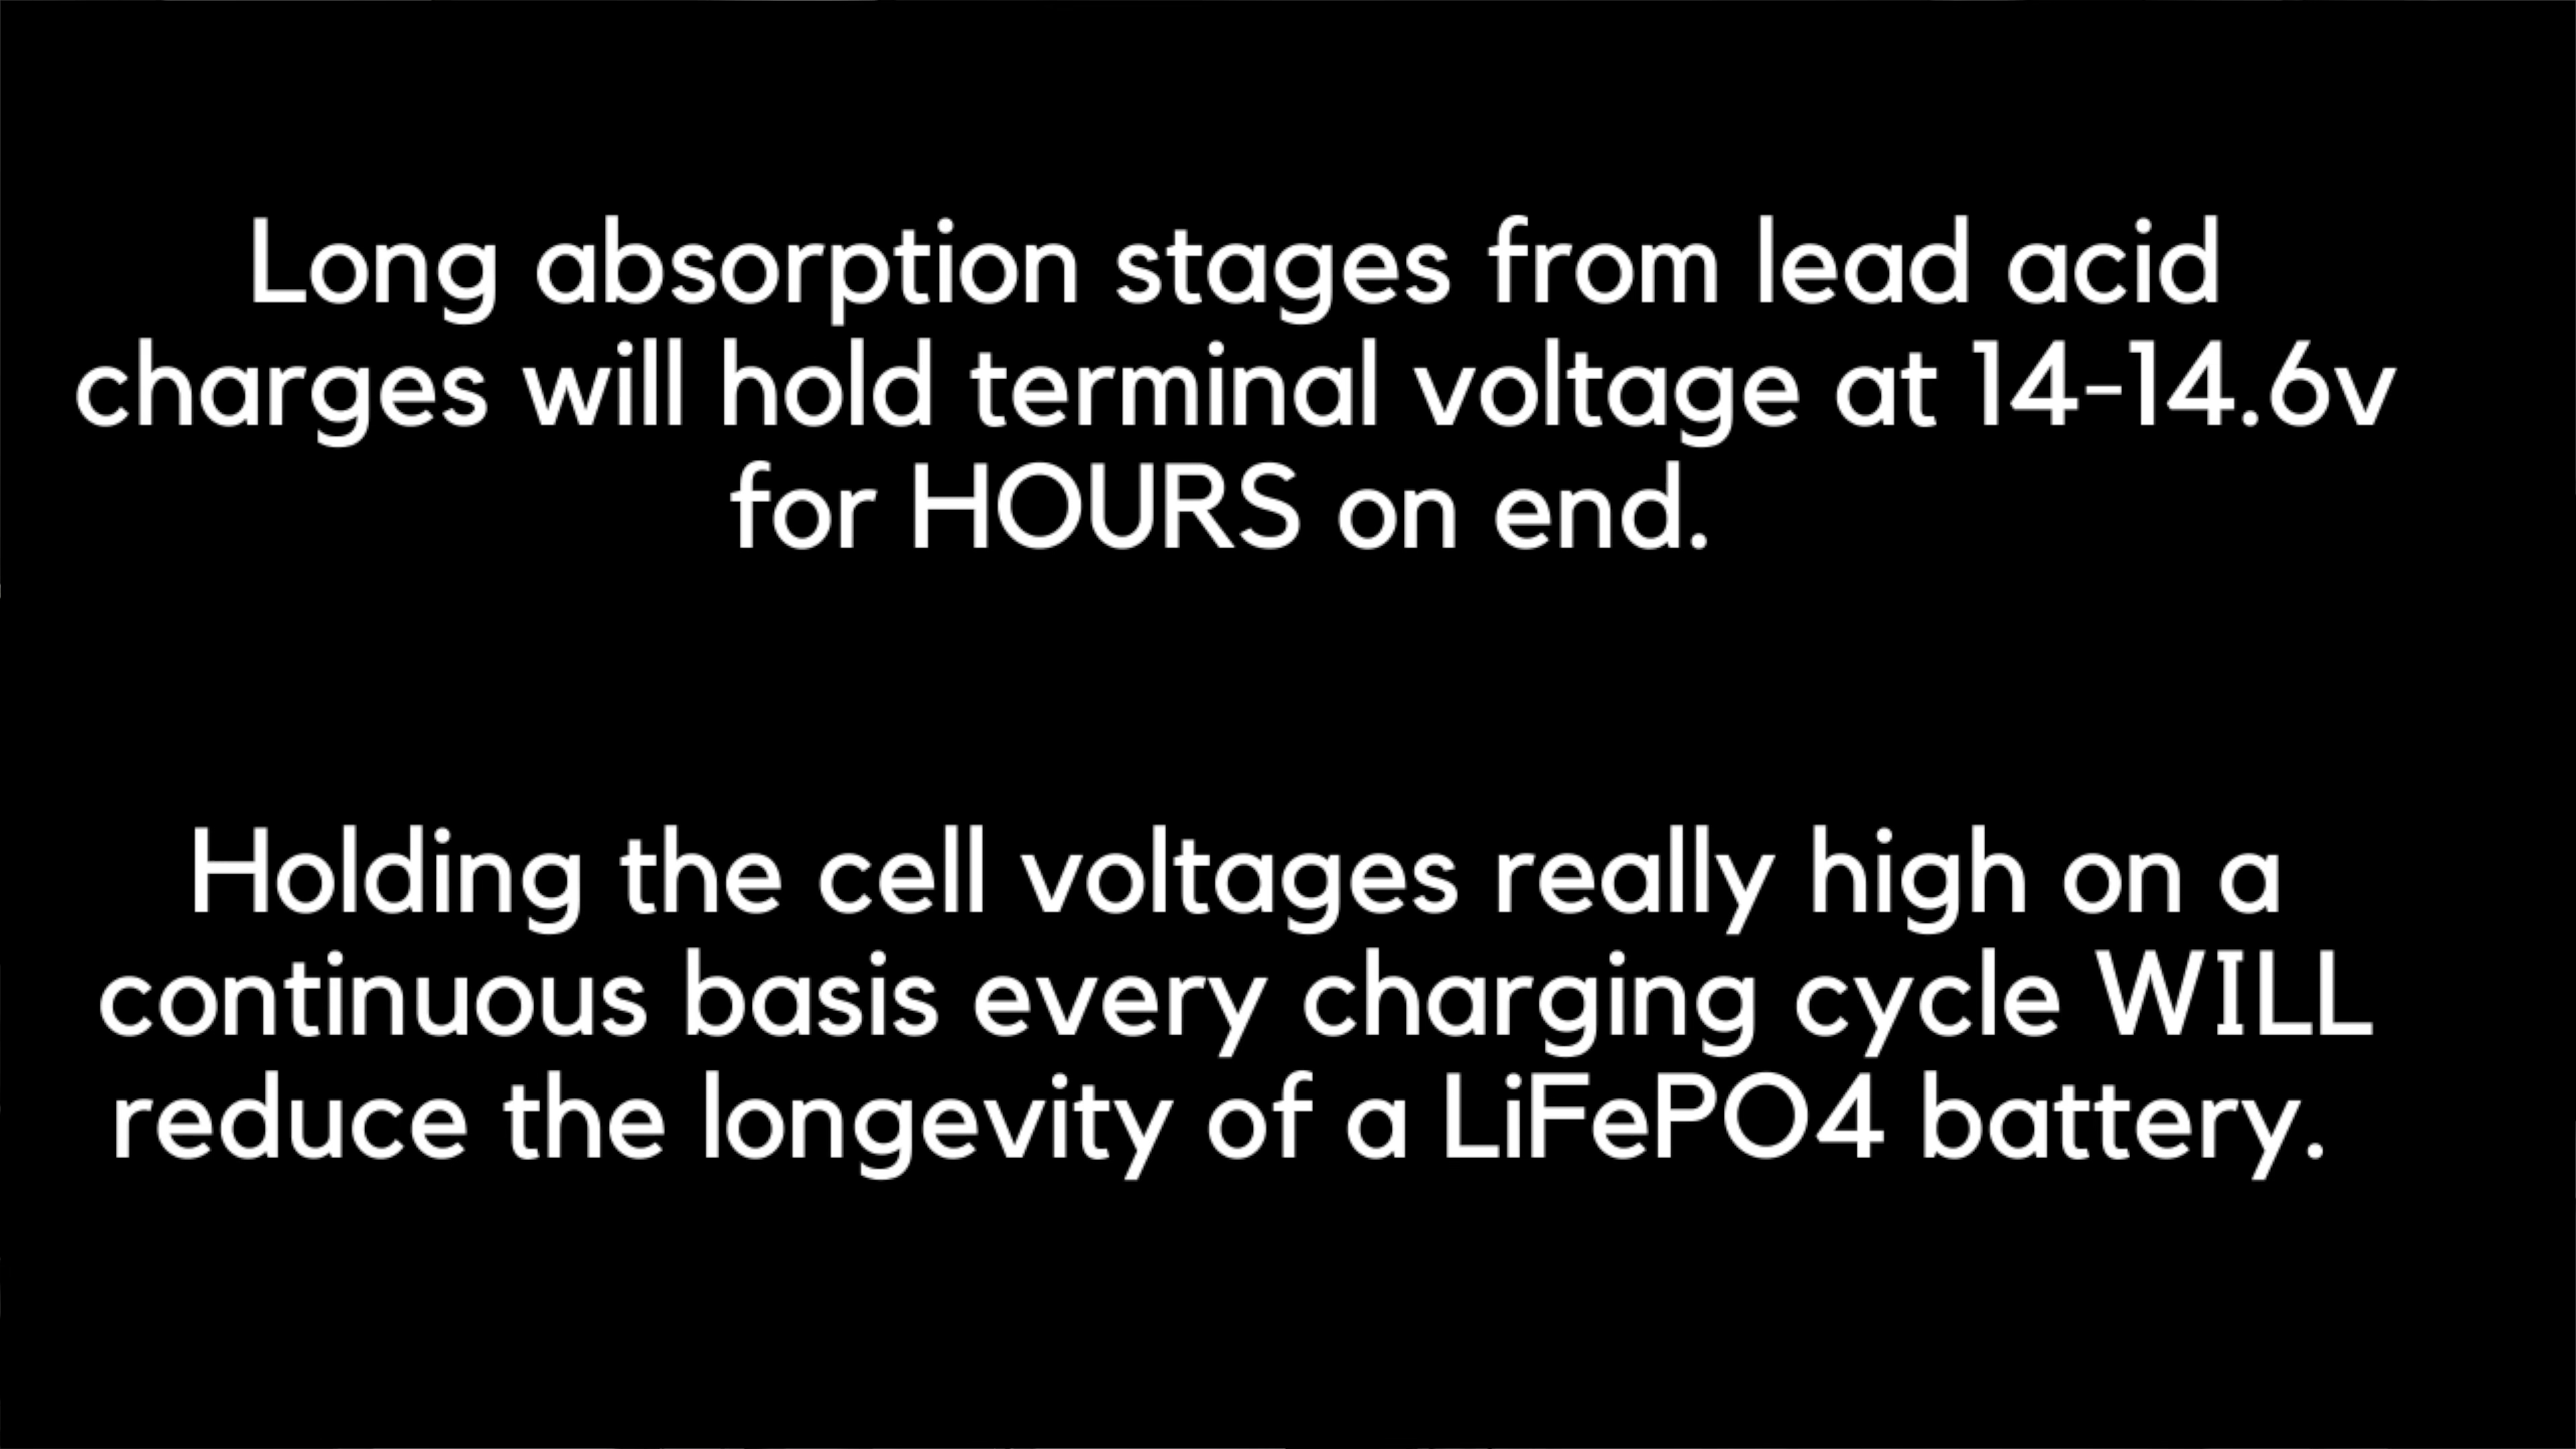 Long absorption stages from lead acid
charges will hold terminal voltage at 14-14.6v
for HOURS on end.
Holding the cell voltages really high on a
continuous basis every charging cycle WILL
reduce the longevity of a LiFePO4 battery.